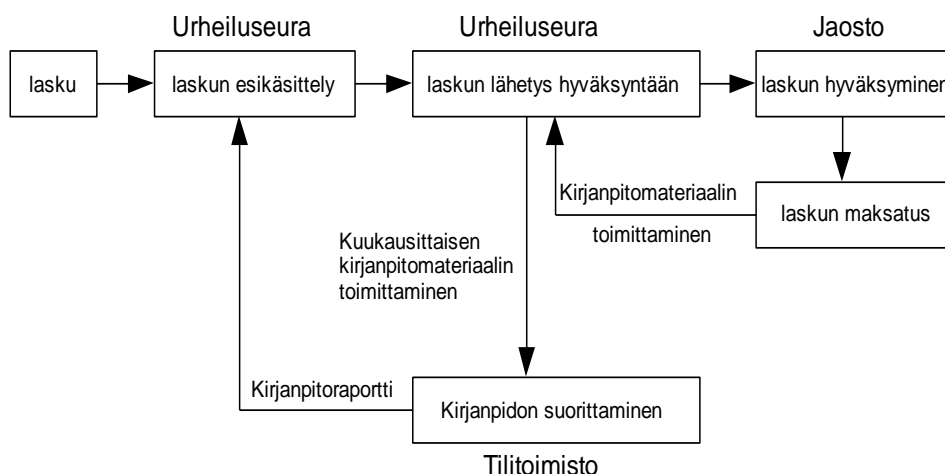 Urheiluseura
Urheiluseura
Jaosto
lasku
laskun esikäsittely
laskun lähetys hyväksyntään
laskun hyväksyminen
Kirjanpitomateriaalin
toimittaminen
laskun maksatus
Kuukausittaisen
kirjanpitomateriaalin
toimittaminen
Kirjanpitoraportti
Kirjanpidon suorittaminen
Tilitoimisto